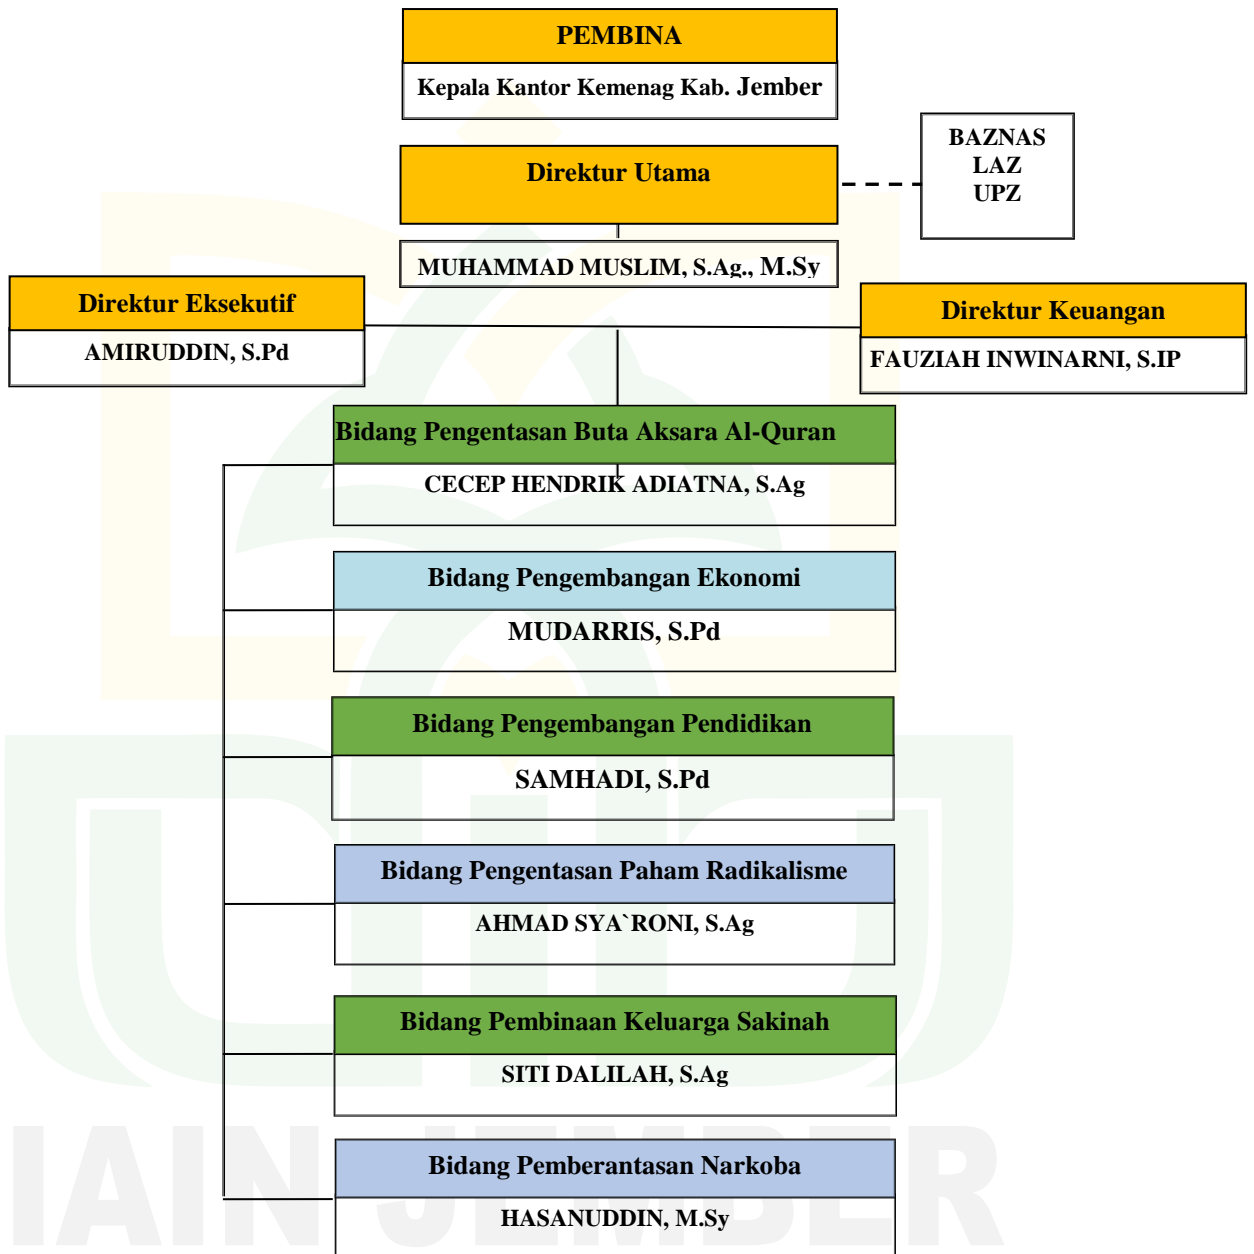 PEMBINA
Kepala Kantor Kemenag Kab. Jember
BAZNAS
LAZ
UPZ
Direktur Utama
MUHAMMAD MUSLIM, S.Ag., M.Sy
Direktur Eksekutif
AMIRUDDIN, S.Pd
Direktur Keuangan
FAUZIAH INWINARNI, S.IP
Bidang Pengentasan Buta Aksara Al-Quran
CECEP HENDRIK ADIATNA, S.Ag
Bidang Pengembangan Ekonomi
MUDARRIS, S.Pd
Bidang Pengembangan Pendidikan
SAMHADI, S.Pd
Bidang Pengentasan Paham Radikalisme
AHMAD SYA`RONI, S.Ag
Bidang Pembinaan Keluarga Sakinah
SITI DALILAH, S.Ag
Bidang Pemberantasan Narkoba
HASANUDDIN, M.Sy
IAIN JEMBER